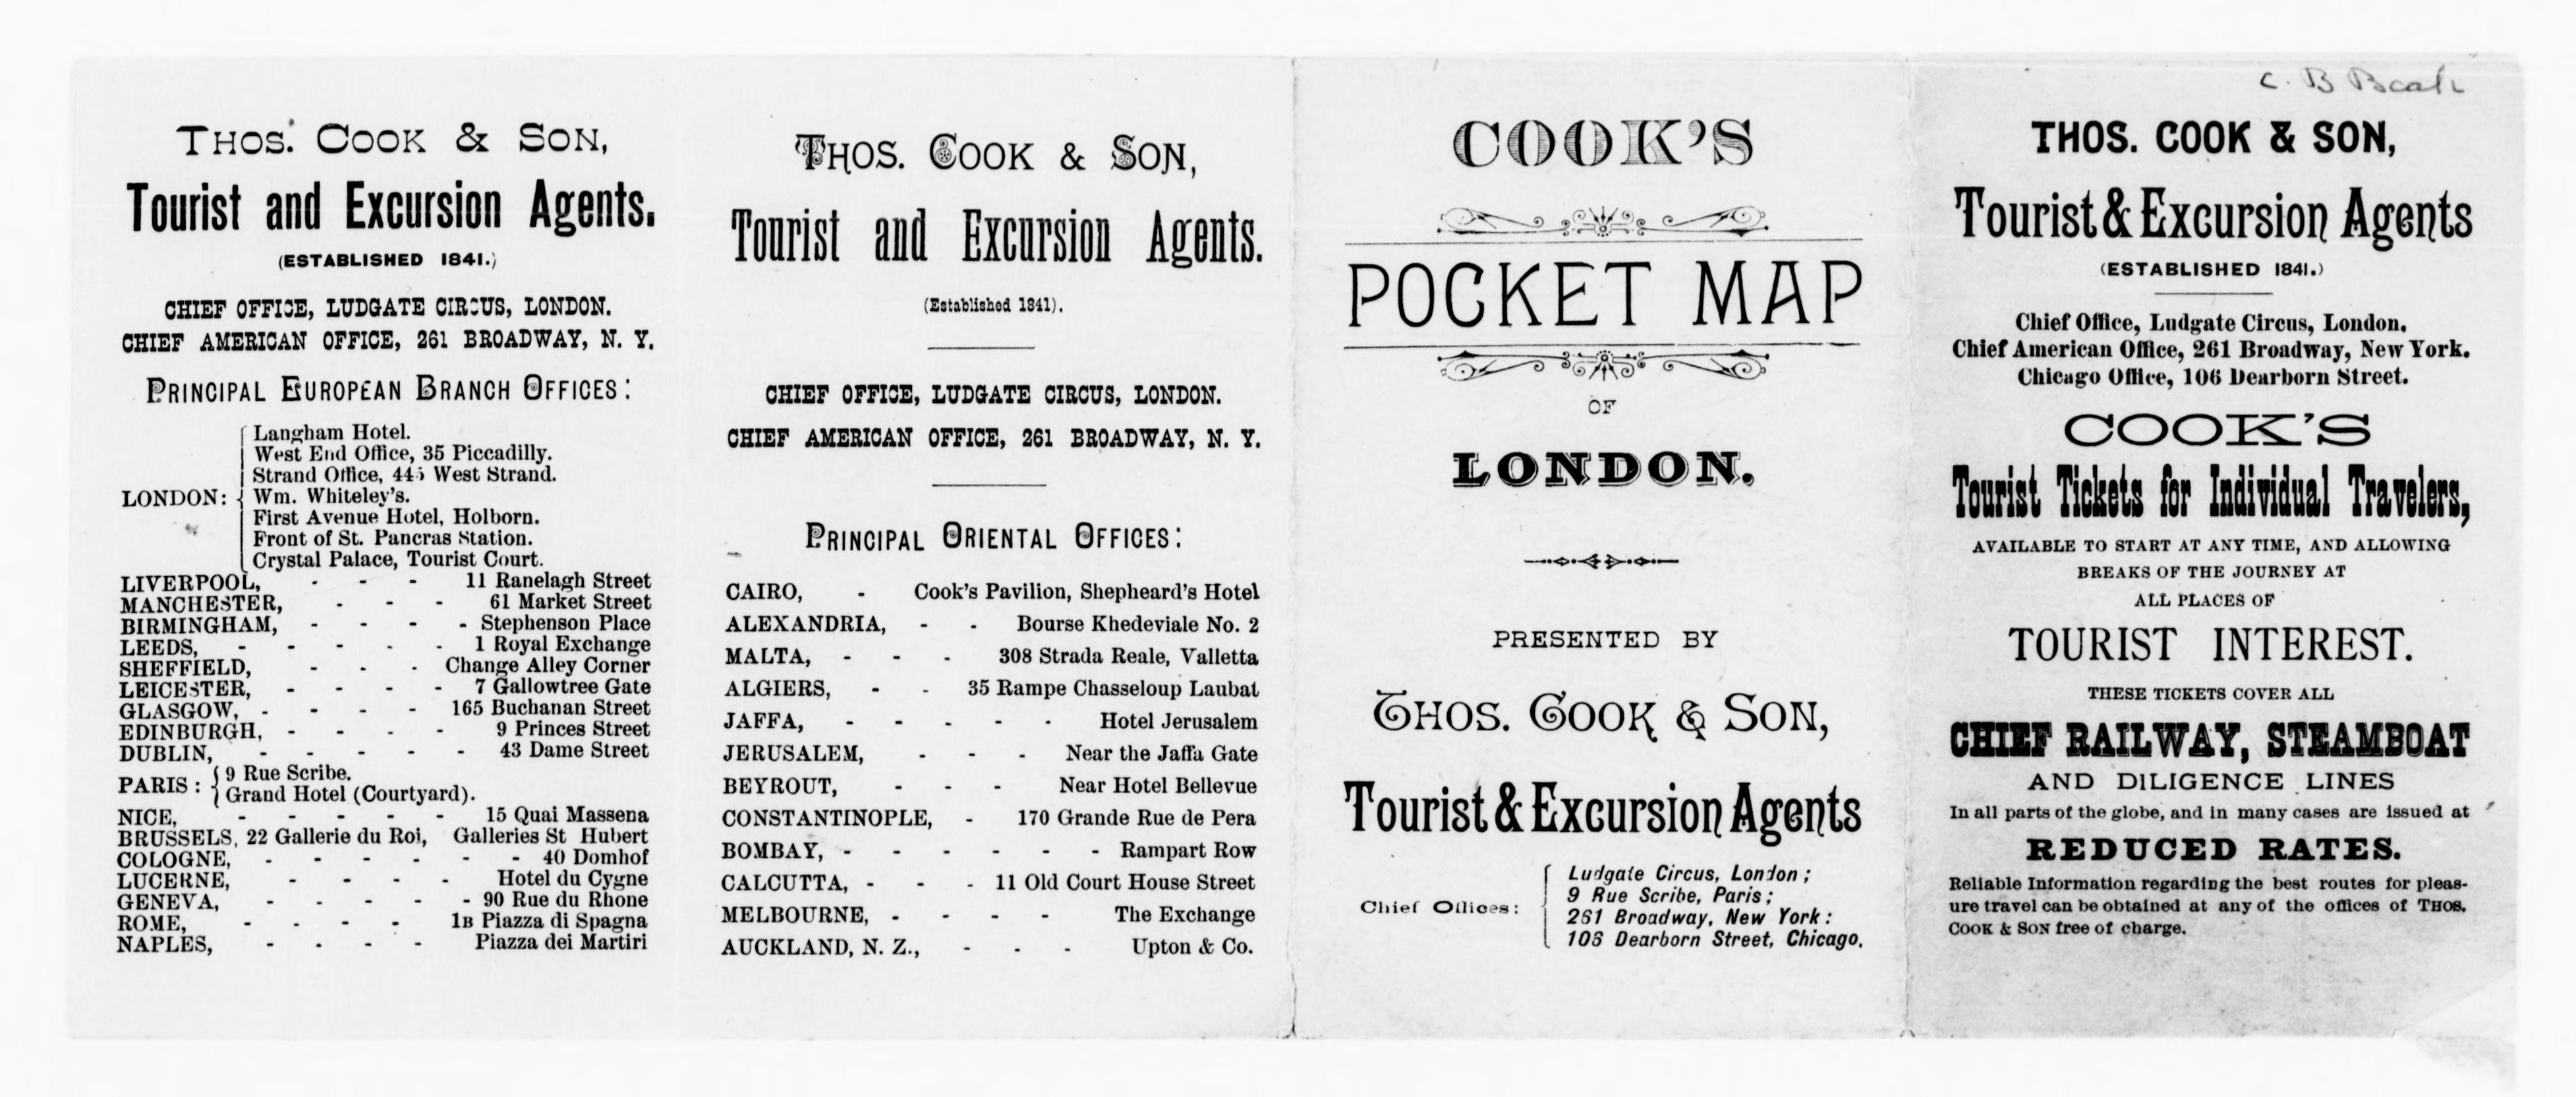 THOS. COOK & SON,
Tourist and Excursion Agents.
(ESTABLISHED 1841.)
CHIEF OFFICE, LUDGATE CIRCUS, LONDON.
CHIEF AMERICAN OFFICE, 261 BROADWAY, N. Y.
PRINCIPAL EUROPEAN BRANCH OFFICES:
Langham Hotel.
West End Office, 35 Piccadilly.
Strand Office, 445 West Strand.
LONDON: Wm. Whiteley's.
First Avenue Hotel, Holborn.
Front of St. Pancras Station.
Crystal Palace, Tourist Court.
LIVERPOOL, - - - 11 Ranelagh Street
MANCHESTER, - - - 61 Market Street
BIRMINGHAM, - - - - Stephenson Place
LEEDS, - - - - - 1 Royal Exchange
SHEFFIELD, - - - Change Alley Corner
LEICESTER, - - - - 7 Gallowtree Gate
GLASGOW, - - - - 165 Buchanan Street
EDINBURGH, - - - - 9 Princes Street
DUBLIN, - - - - - 43 Dame Street
PARIS: { 9 Rue Scribe.
Grand Hotel (Courtyard).
NICE, - - - - - 15 Quai Massena
BRUSSELS, 22 Gallerie du Roi, Galleries St Hubert
COLOGNE, - - - - - - 40 Domhof
LUCERNE, - - - - Hotel du Cygne
GENEVA, - - - - - 90 Rue du Rhone
ROME, - - - - 1B Piazza di Spagna
NAPLES, - - - - Piazza dei Martiri
THOS. COOK & SON,
Tourist and Excursion Agents.
(Established 1841).
CHIEF OFFICE, LUDGATE CIRCUS, LONDON.
CHIEF AMERICAN OFFICE, 261 BROADWAY, N. Y.
PRINCIPAL ORIENTAL OFFICES:
CAIRO, - Cook's Pavilion, Shepheard's Hotel
ALEXANDRIA, - - Bourse Khedeviale No. 2
MALTA, - - - 308 Strada Reale, Valletta
ALGIERS, - - 35 Rampe Chasseloup Laubat
JAFFA, - - - - - Hotel Jerusalem
JERUSALEM, - - - Near the Jaffa Gate
BEYROUT, - - - Near Hotel Bellevue
CONSTANTINOPLE, - 170 Grande Rue de Pera
BOMBAY, - - - - - - Rampart Row
CALCUTTA, - - - 11 Old Court House Street
MELBOURNE, - - - - The Exchange
AUCKLAND, N. Z., - - - Upton & Co.
COOK'S
POCKET MAP
OF
LONDON.
PRESENTED BY
THOS. COOK & SON,
Tourist & Excursion Agents
Chief Offices: Ludgate Circus, London;
9 Rue Scribe, Paris;
261 Broadway, New York:
106 Dearborn Street, Chicago.
C. B
THOS. COOK & SON,
Tourist & Excursion Agents
(ESTABLISHED 1841.)
Chief Office, Ludgate Circus, London.
Chief American Office, 261 Broadway, New York.
Chicago Office, 106 Dearborn Street.
COOK'S
Tourist Tickets for Individual Travelers,
AVAILABLE TO START AT ANY TIME, AND ALLOWING
BREAKS OF THE JOURNEY AT
ALL PLACES OF
TOURIST INTEREST.
THESE TICKETS COVER ALL
CHIEF RAILWAY, STEAMBOAT
AND DILIGENCE LINES
In all parts of the globe, and in many cases are issued at
REDUCED RATES.
Reliable Information regarding the best routes for pleas-
ure travel can be obtained at any of the offices of THOS.
COOK & SON free of charge.